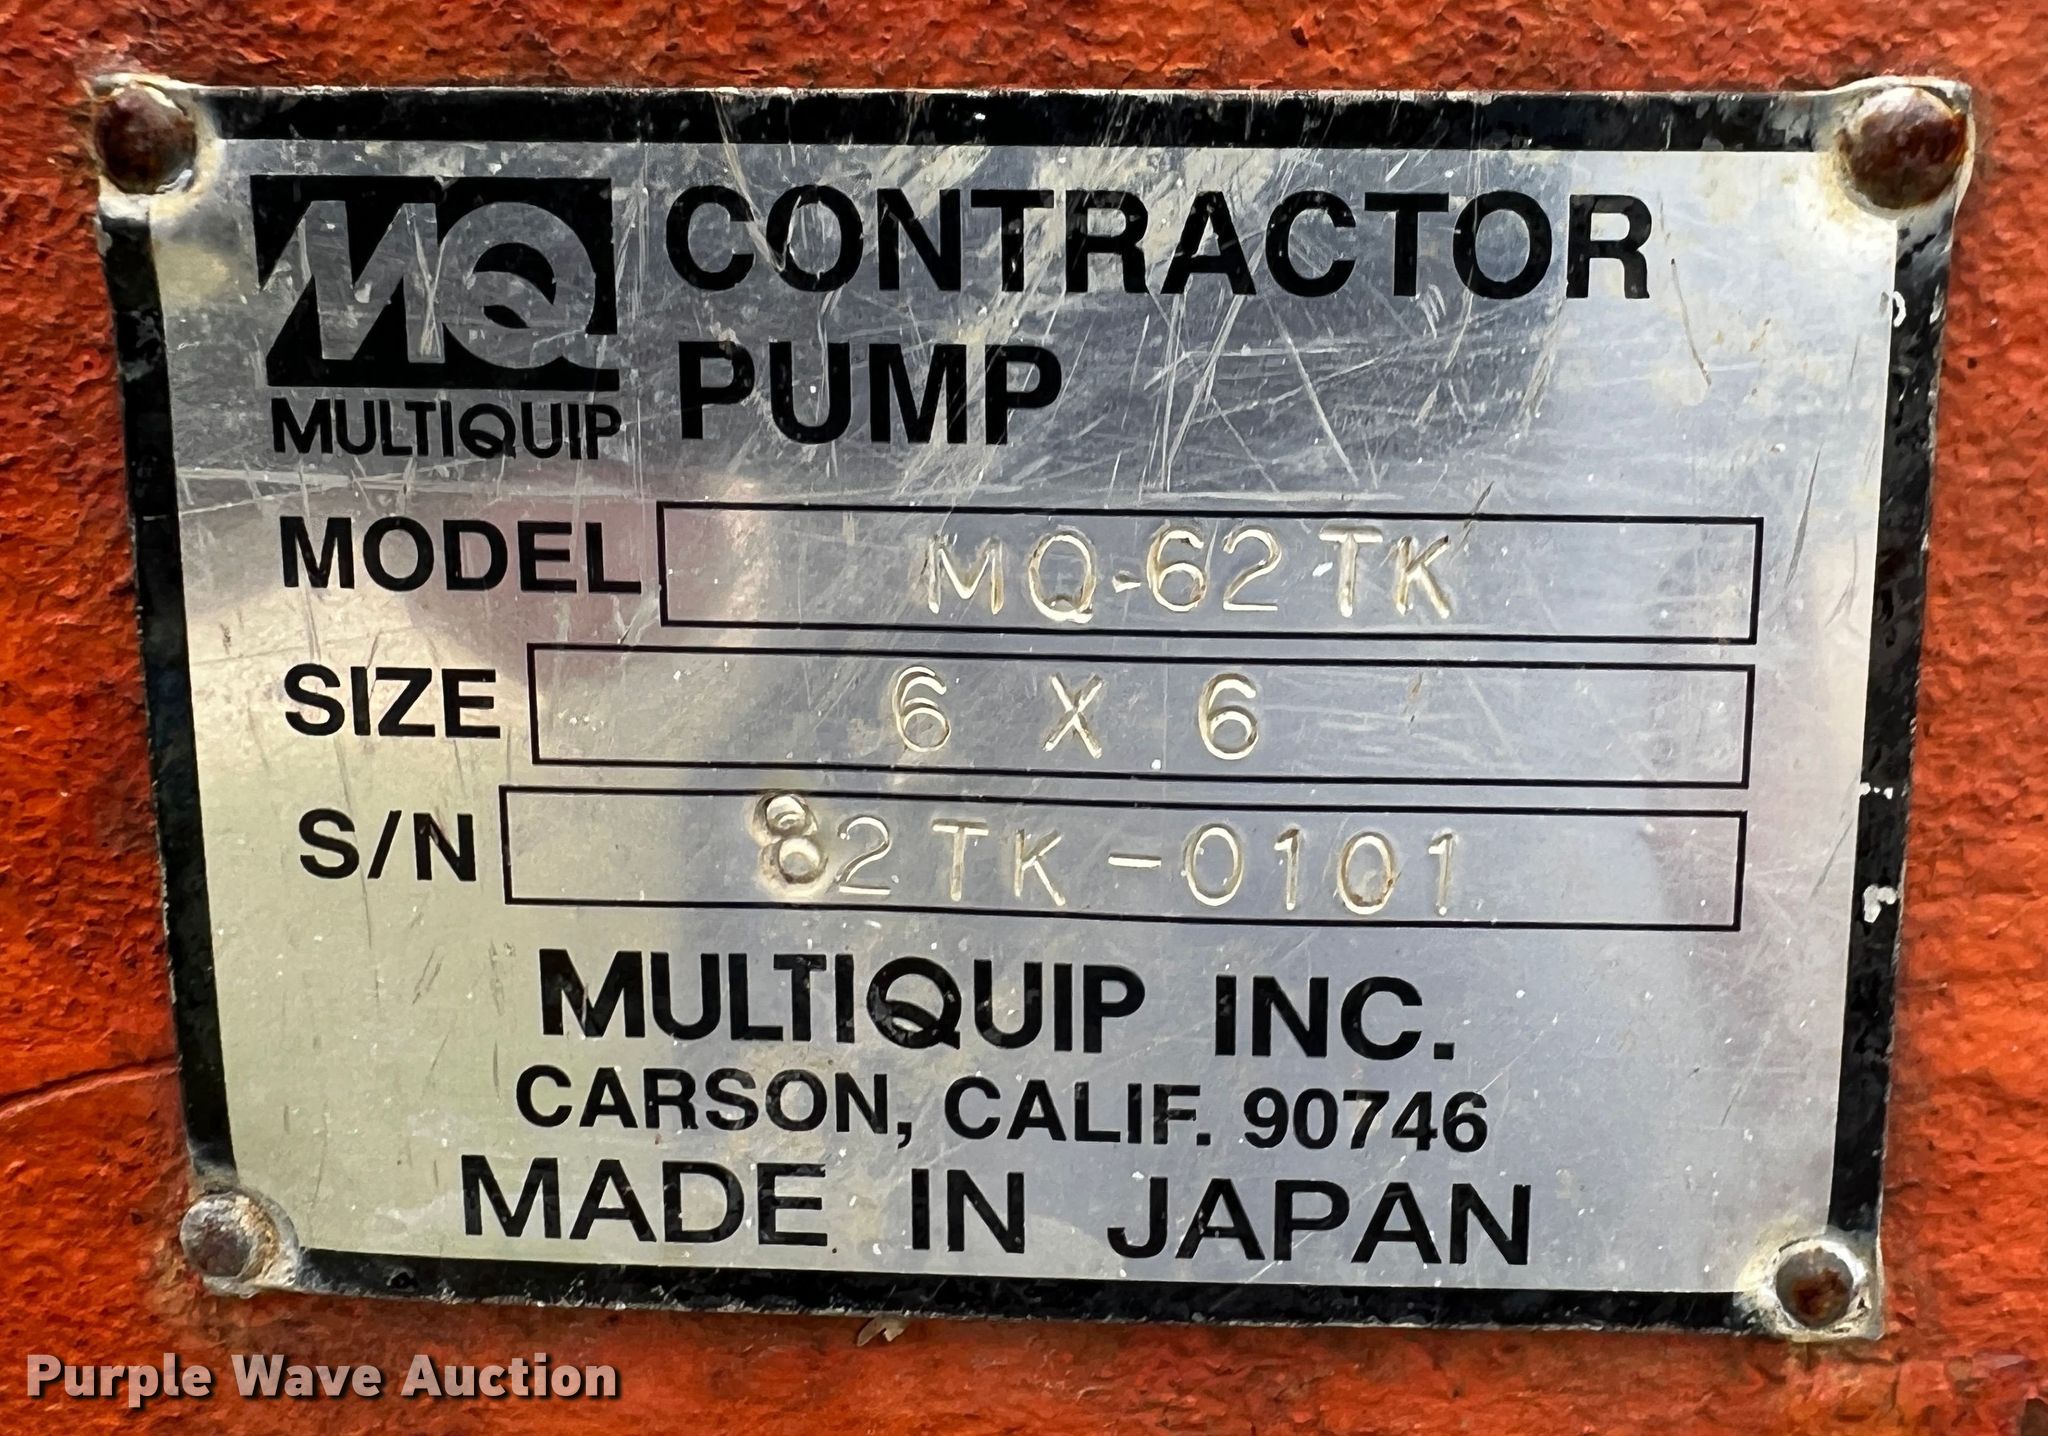 MQ CONTRACTOR
MULTIQUIP PUMP
MODEL MQ-62TK
SIZE 6 X 6
S/N 82TK-0101
MULTIQUIP INC.
CARSON, CALIF. 90746
MADE IN JAPAN
Purple Wave Auction